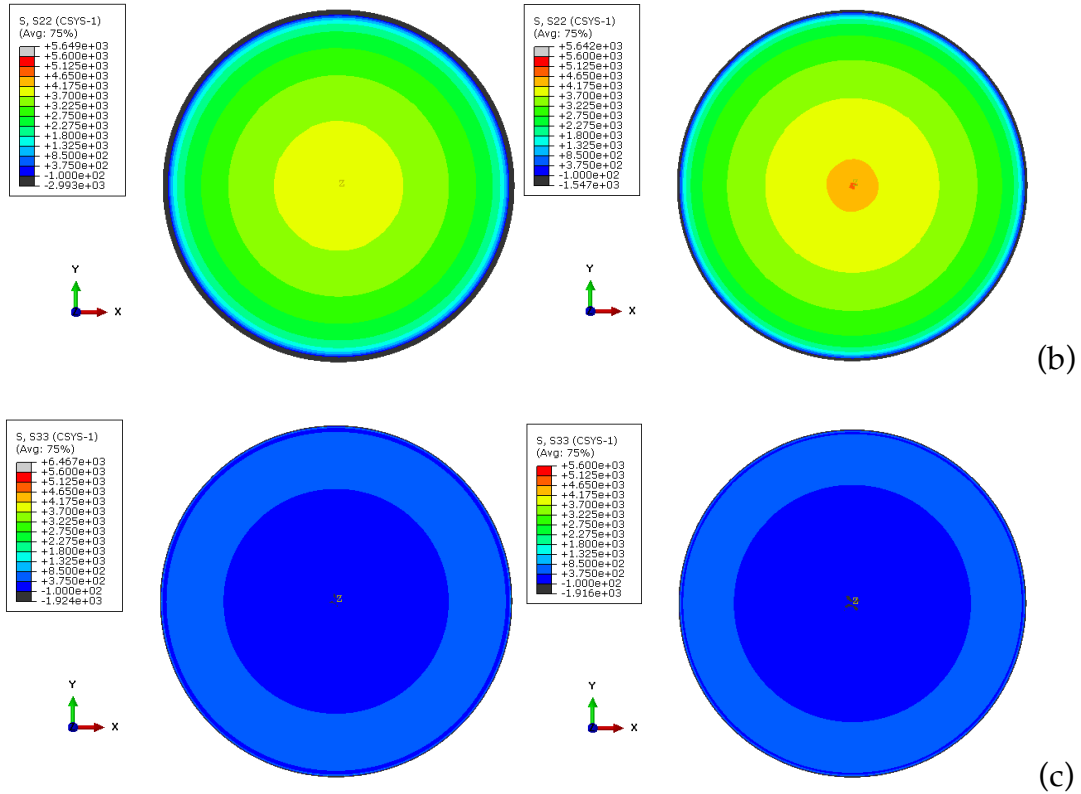 S, S22 (CSYS-1)
(Avg: 75%)
+5.649e+03
+5.600e+03
+5.125e+03
+4.650e+03
+4.175e+03
+3.700e+03
+3.225e+03
+2.750e+03
+2.275e+03
+1.800e+03
+1.325e+03
+8.500e+02
+3.750e+02
-1.000e+02
-2.993e+03
Z
Y
X
S, S22 (CSYS-1)
(Avg: 75%)
+5.642e+03
+5.600e+03
+5.125e+03
+4.650e+03
+4.175e+03
+3.700e+03
+3.225e+03
+2.750e+03
+2.275e+03
+1.800e+03
+1.325e+03
+8.500e+02
+3.750e+02
-1.000e+02
-1.547e+03
Y
X
(b)
S, S33 (CSYS-1)
(Avg: 75%)
+6.467e+03
+5.600e+03
+5.125e+03
+4.650e+03
+4.175e+03
+3.700e+03
+3.225e+03
+2.750e+03
+2.275e+03
+1.800e+03
+1.325e+03
+8.500e+02
+3.750e+02
-1.000e+02
-1.924e+03
Z
Y
X
S, S33 (CSYS-1)
(Avg: 75%)
+5.600e+03
+5.125e+03
+4.650e+03
+4.175e+03
+3.700e+03
+3.225e+03
+2.750e+03
+2.275e+03
+1.800e+03
+1.325e+03
+8.500e+02
+3.750e+02
-1.000e+02
-1.916e+03
Z
Y
X
(c)